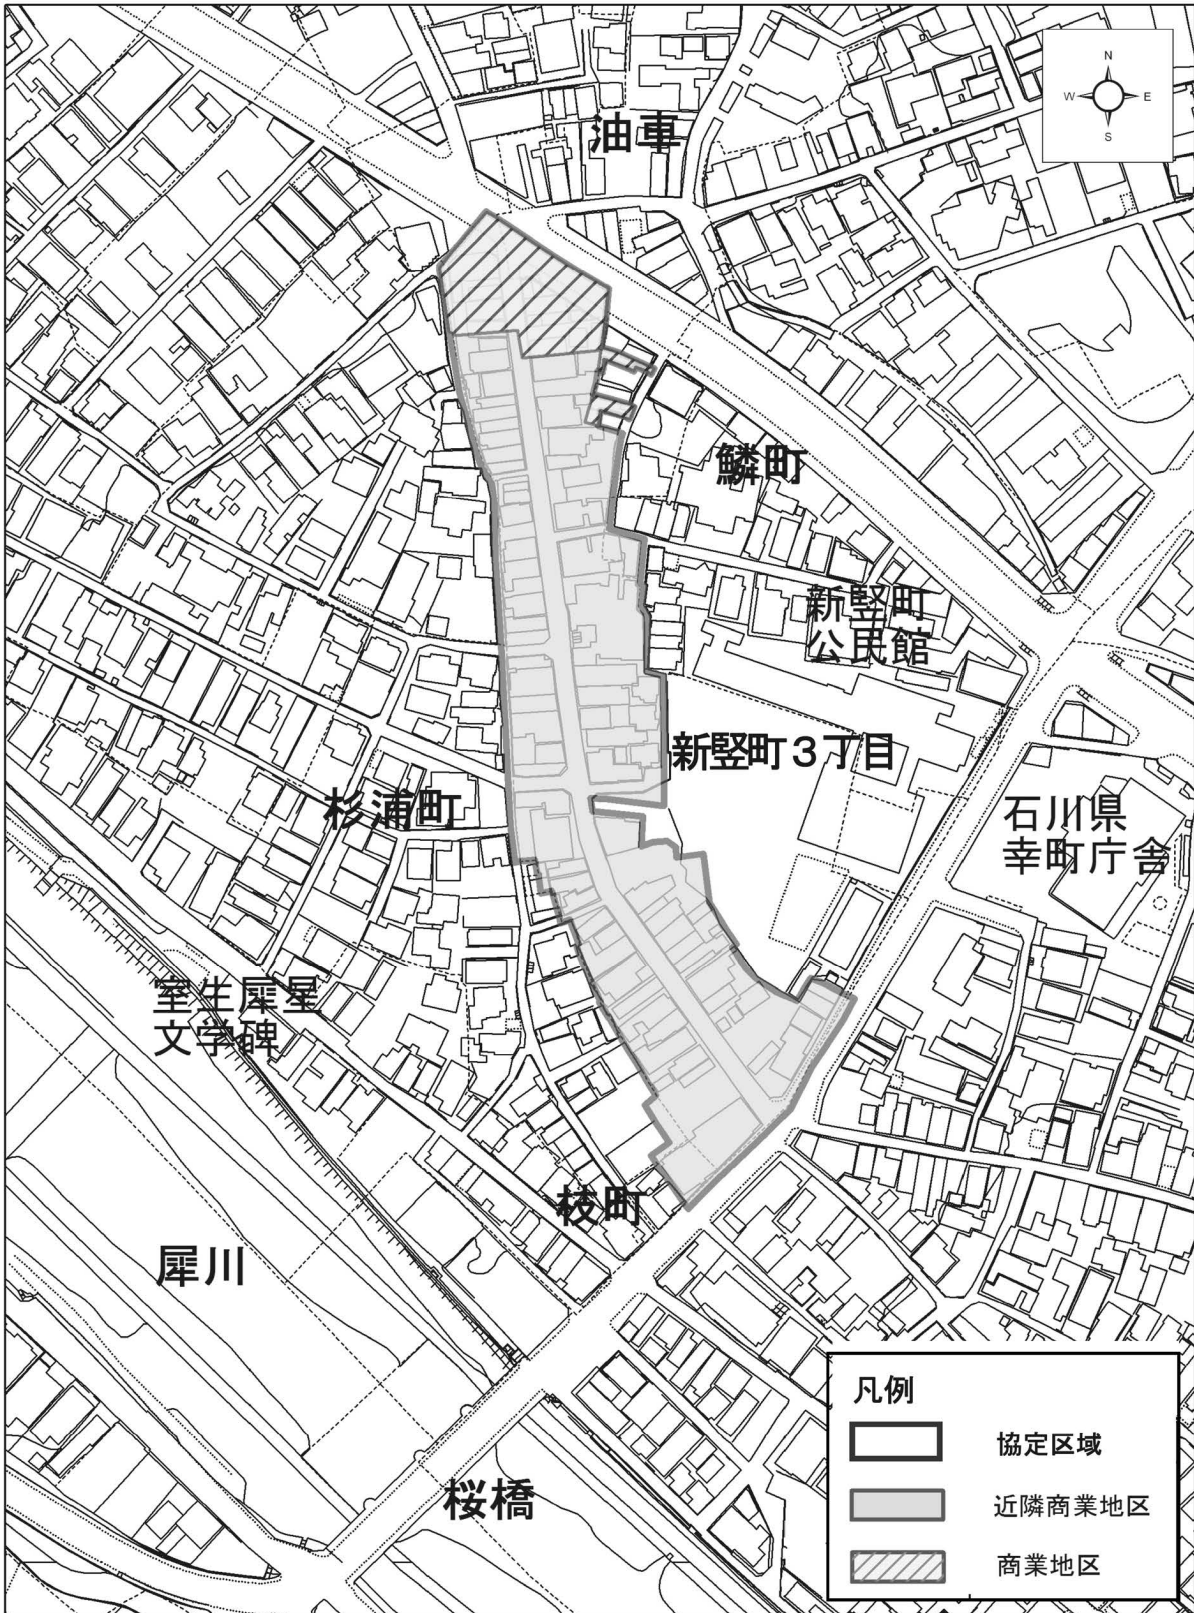 N
W
E
S
油車
鱗町
新竪町
公民館
新竪町3丁目
石川県
幸町庁舎
杉浦町
室生犀星
文学碑
枝町
犀川
桜橋
凡例
協定区域
近隣商業地区
商業地区